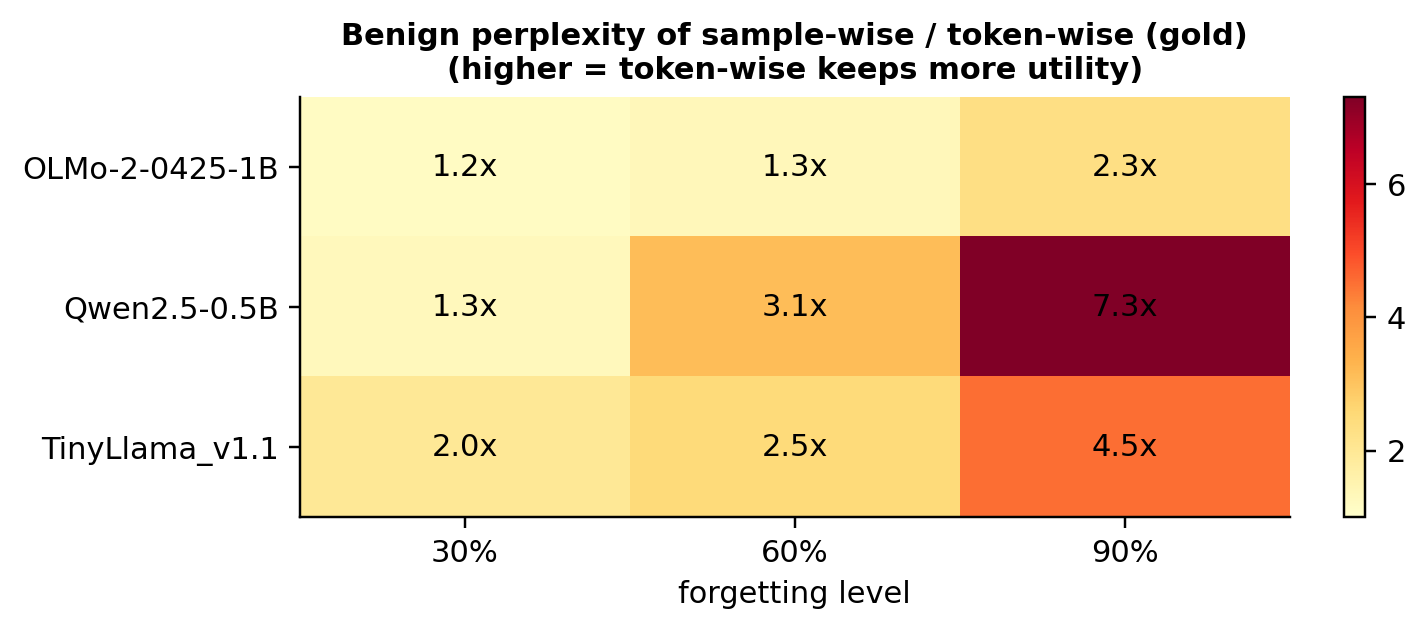 Benign perplexity of sample-wise / token-wise (gold)
(higher = token-wise keeps more utility)
OLMo-2-0425-1B 1.2x 1.3x 2.3x
Qwen2.5-0.5B 1.3x 3.1x 7.3x
TinyLlama_v1.1 2.0x 2.5x 4.5x
30% 60% 90%
forgetting level
6
4
2